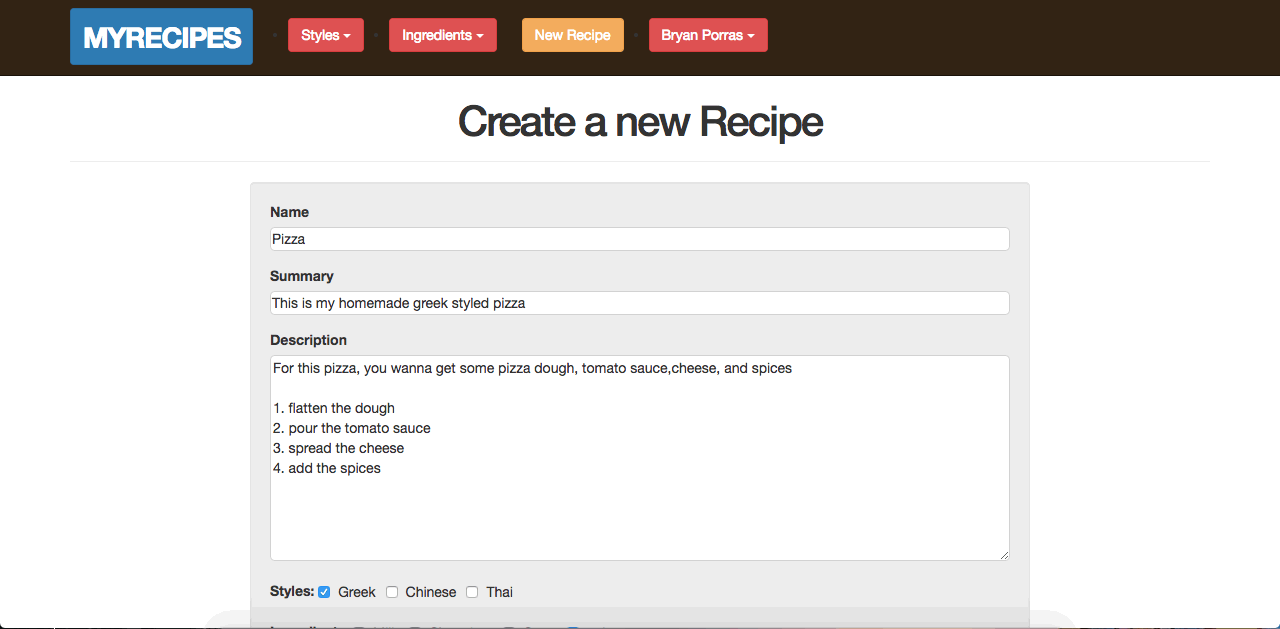 MYRECIPES
Styles
Ingredients
New Recipe
Bryan Porras
Create a new Recipe
Name
Pizza
Summary
This is my homemade greek styled pizza
Description
For this pizza, you wanna get some pizza dough, tomato sauce,cheese, and spices
1. flatten the dough
2. pour the tomato sauce
3. spread the cheese
4. add the spices
Styles: Greek Chinese Thai